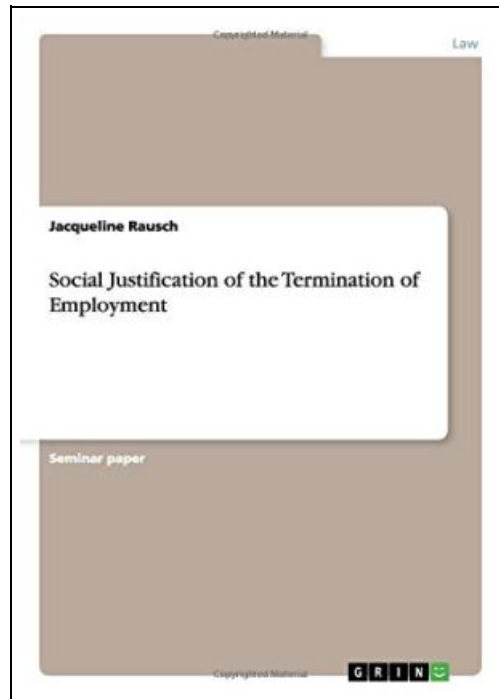 Copyrighted Material
Law
Jacqueline Rausch
Social Justification of the Termination of
Employment
Seminar paper
Copyrighted Material
GRIN